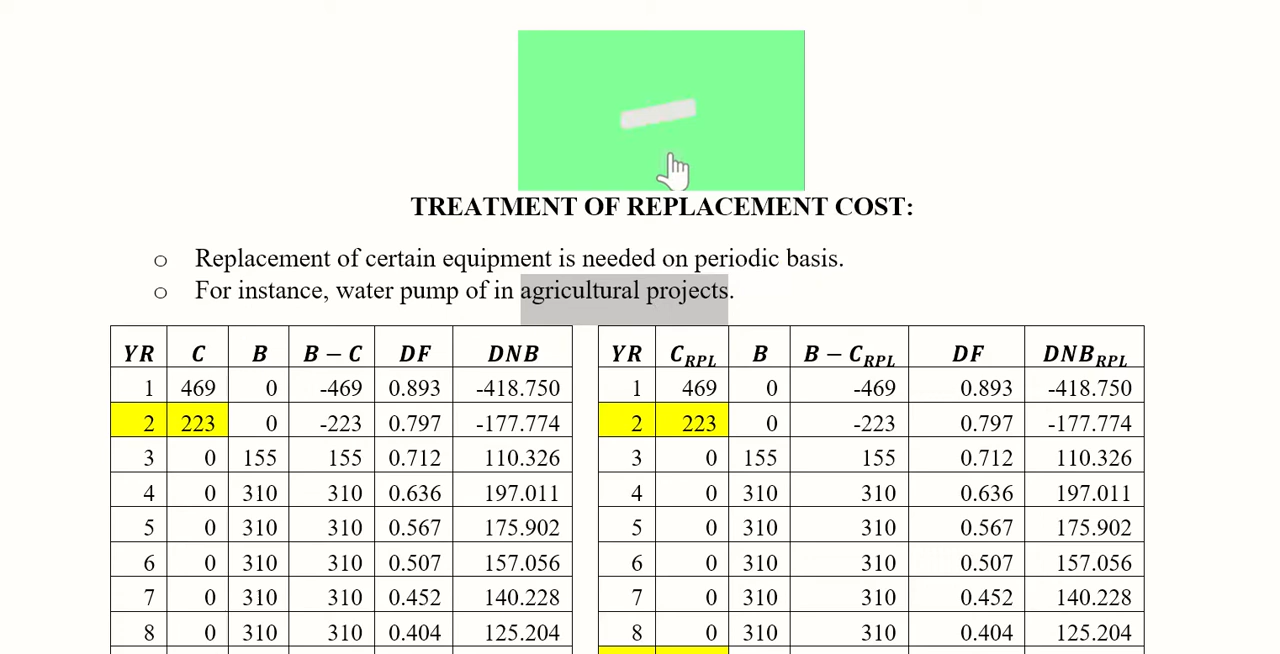 TREATMENT OF REPLACEMENT COST:
o Replacement of certain equipment is needed on periodic basis.
o For instance, water pump of in agricultural projects.
YR C B B − C DF DNB YR C_RPL B B − C_RPL DF DNB_RPL
1 469 0 -469 0.893 -418.750 1 469 0 -469 0.893 -418.750
2 223 0 -223 0.797 -177.774 2 223 0 -223 0.797 -177.774
3 0 155 155 0.712 110.326 3 0 155 155 0.712 110.326
4 0 310 310 0.636 197.011 4 0 310 310 0.636 197.011
5 0 310 310 0.567 175.902 5 0 310 310 0.567 175.902
6 0 310 310 0.507 157.056 6 0 310 310 0.507 157.056
7 0 310 310 0.452 140.228 7 0 310 310 0.452 140.228
8 0 310 310 0.404 125.204 8 0 310 310 0.404 125.204